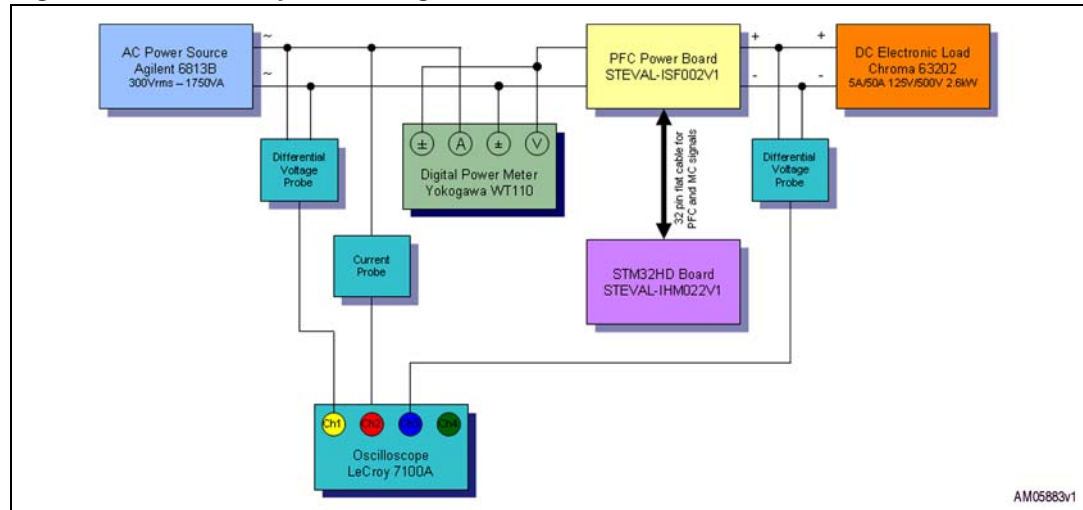 AC Power Source
Agilent 6813B
300Vrms – 1750VA
~
~
PFC Power Board
STEVAL-ISF002V1
+
-
+
-
DC Electronic Load
Chroma 63202
5A/50A 125V/500V 2.6kW
Differential
Voltage
Probe
±
A
±
V
Digital Power Meter
Yokogawa WT110
32 pin flat cable for
PFC and MC signals
Differential
Voltage
Probe
Current
Probe
STM32HD Board
STEVAL-IHM022V1
Ch1
Ch2
Ch3
Ch4
Oscilloscope
LeCroy 7100A
AM05883v1